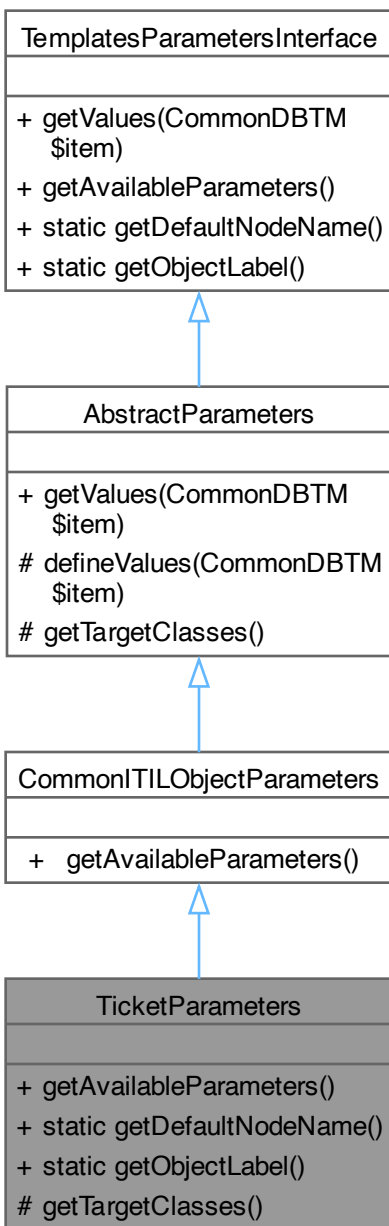 TemplatesParametersInterface
+ getValues(CommonDBTM
$item)
+ getAvailableParameters()
+ static getDefaultNodeName()
+ static getObjectLabel()
AbstractParameters
+ getValues(CommonDBTM
$item)
# defineValues(CommonDBTM
$item)
# getTargetClasses()
CommonITILObjectParameters
+ getAvailableParameters()
TicketParameters
+ getAvailableParameters()
+ static getDefaultNodeName()
+ static getObjectLabel()
# getTargetClasses()